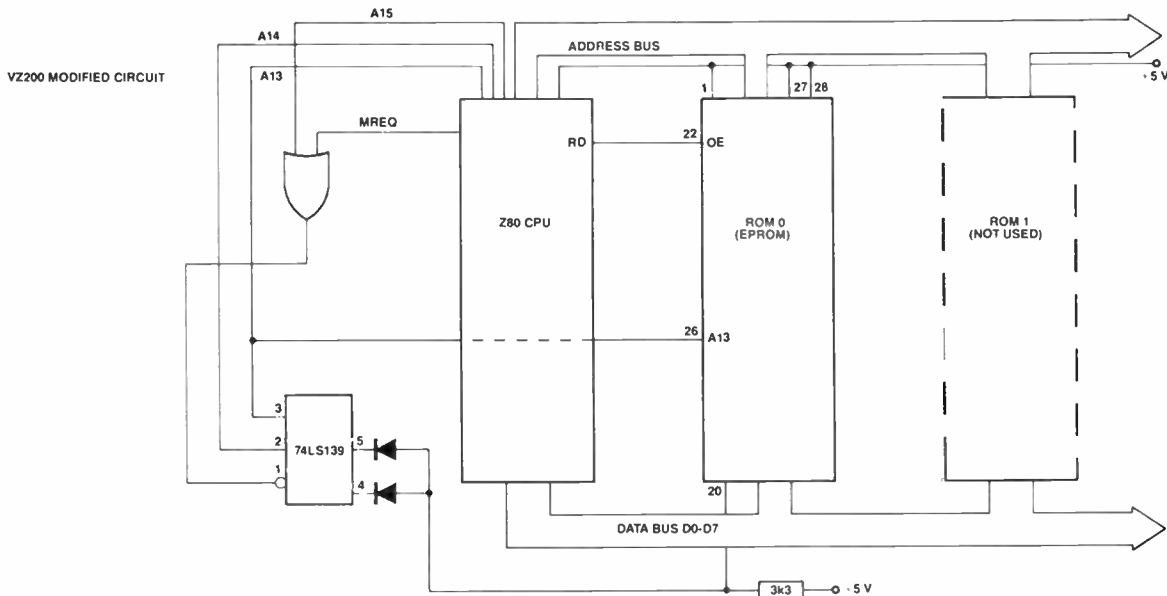 A15
A14
ADDRESS BUS
VZ200 MODIFIED CIRCUIT
A13
+5 V
1
27 28
MREQ
RD
22
OE
Z80 CPU
ROM 0
(EPROM)
ROM 1
(NOT USED)
26
A13
3
2
74LS139
5
1
4
20
DATA BUS D0-D7
3k3
+5 V